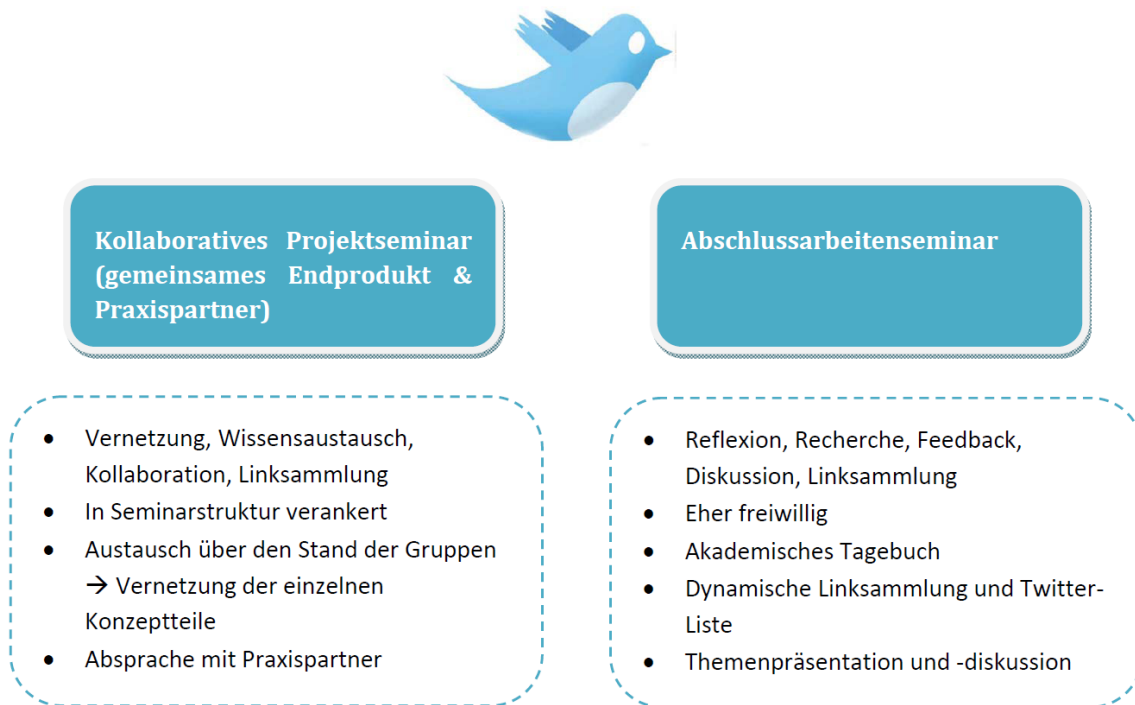 Kollaboratives Projektseminar
(gemeinsames Endprodukt &
Praxispartner)
Abschlussarbeitenseminar
• Vernetzung, Wissensaustausch,
Kollaboration, Linksammlung
• In Seminarstruktur verankert
• Austausch über den Stand der Gruppen
→ Vernetzung der einzelnen
Konzeptteile
• Absprache mit Praxispartner
• Reflexion, Recherche, Feedback,
Diskussion, Linksammlung
• Eher freiwillig
• Akademisches Tagebuch
• Dynamische Linksammlung und Twitter-
Liste
• Themenpräsentation und -diskussion